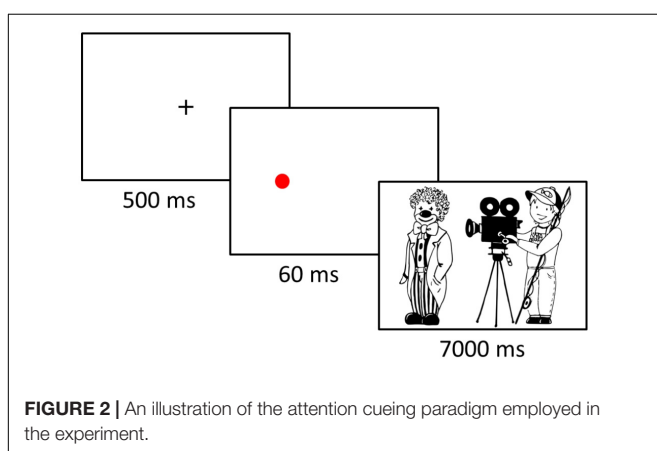 +
500 ms
60 ms
7000 ms
FIGURE 2 | An illustration of the attention cueing paradigm employed in
the experiment.